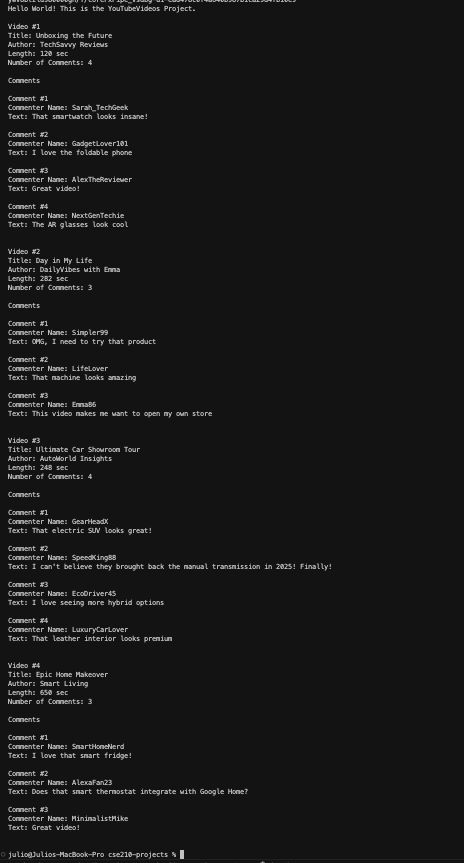 Hello World! This is the YouTubeVideos Project.
Video #1
Title: Unboxing the Future
Author: TechSavvy Reviews
Length: 120 sec
Number of Comments: 4
Comments
Comment #1
Commenter Name: Sarah_TechGeek
Text: That smartwatch looks insane!
Comment #2
Commenter Name: GadgetLover101
Text: I love the foldable phone
Comment #3
Commenter Name: AlexTheReviewer
Text: Great video!
Comment #4
Commenter Name: NextGenTechie
Text: The AR glasses look cool
Video #2
Title: Day in My Life
Author: DailyVibes with Emma
Length: 282 sec
Number of Comments: 3
Comments
Comment #1
Commenter Name: Simpler99
Text: OMG, I need to try that product
Comment #2
Commenter Name: LifeLover
Text: That machine looks amazing
Comment #3
Commenter Name: Emma86
Text: This video makes me want to open my own store
Video #3
Title: Ultimate Car Showroom Tour
Author: AutoWorld Insights
Length: 248 sec
Number of Comments: 4
Comments
Comment #1
Commenter Name: GearHeadX
Text: That electric SUV looks great!
Comment #2
Commenter Name: SpeedKing88
Text: I can't believe they brought back the manual transmission in 2025! Finally!
Comment #3
Commenter Name: EcoDriver45
Text: I love seeing more hybrid options
Comment #4
Commenter Name: LuxuryCarLover
Text: That leather interior looks premium
Video #4
Title: Epic Home Makeover
Author: Smart Living
Length: 650 sec
Number of Comments: 3
Comments
Comment #1
Commenter Name: SmartHomeNerd
Text: I love that smart fridge!
Comment #2
Commenter Name: AlexaFan23
Text: Does that smart thermostat integrate with Google Home?
Comment #3
Commenter Name: MinimalistMike
Text: Great video!
julio@Julios-MacBook-Pro cse210-projects %